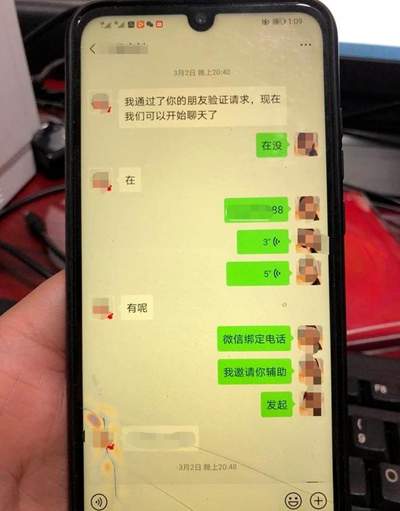 1:09
3月2日 晚上20:42
我通过了你的朋友验证请求，现在
我们可以开始聊天了
在没
在
88
3"
5"
有呢
微信绑定电话
我邀请你辅助
发起
3月2日 晚上20:48